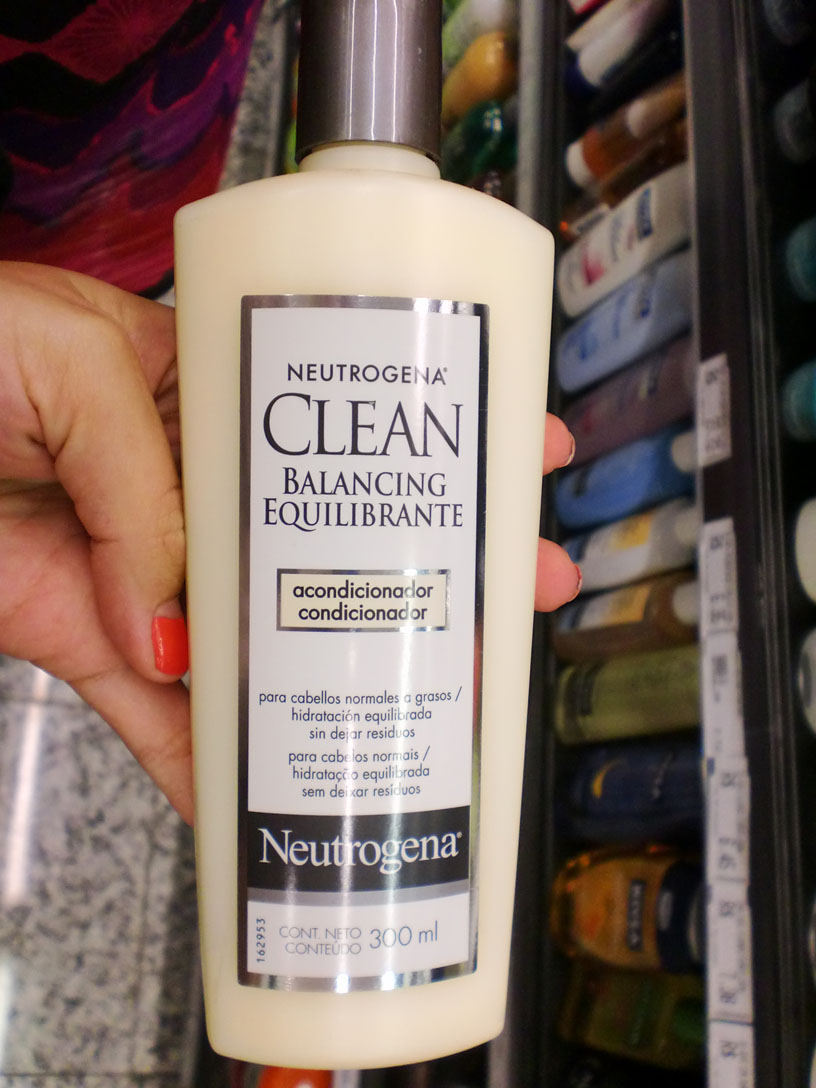 NEUTROGENA®
CLEAN
BALANCING
EQUILIBRANTE
acondicionador
condicionador
para cabellos normales a grasos /
hidratación equilibrada
sin dejar residuos
para cabelos normais /
hidratação equilibrada
sem deixar resíduos
Neutrogena®
162953
CONT. NETO
CONTEÚDO 300 ml